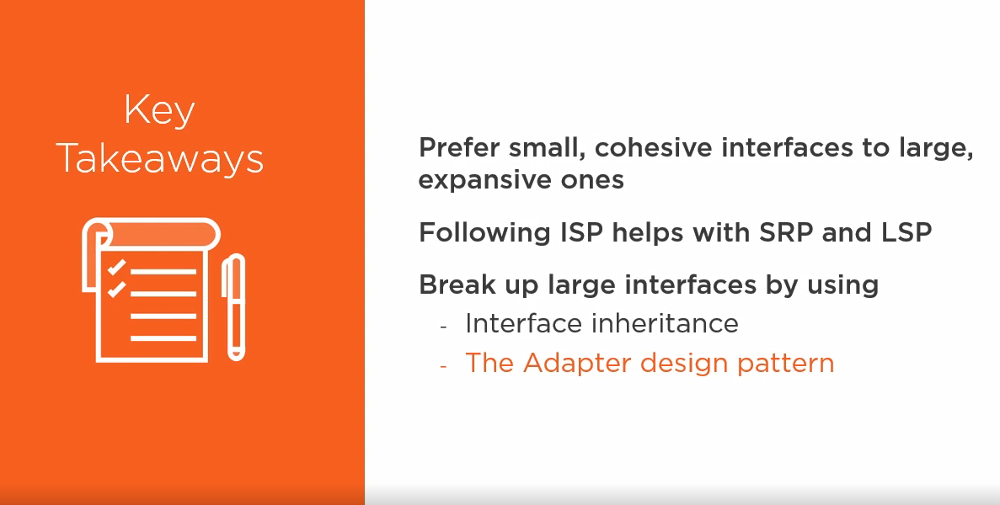 Key
Takeaways
Prefer small, cohesive interfaces to large,
expansive ones
Following ISP helps with SRP and LSP
Break up large interfaces by using
- Interface inheritance
- The Adapter design pattern